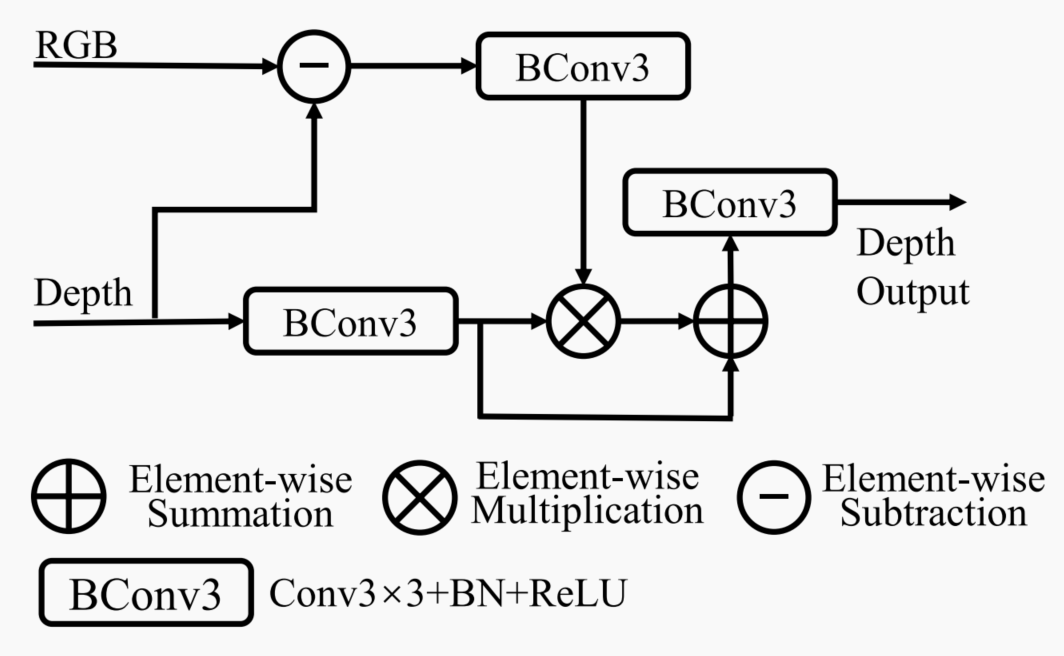 RGB
BConv3
BConv3
Depth
Output
Depth
BConv3
Element-wise
Summation
Element-wise
Multiplication
Element-wise
Subtraction
BConv3
Conv3×3+BN+ReLU